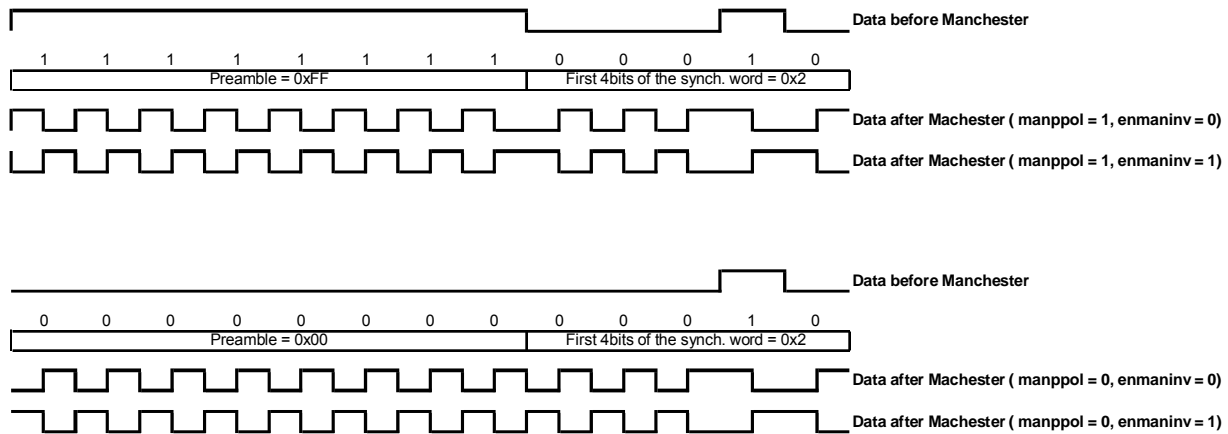 Data before Manchester
1 1 1 1 1 1 1 1 0 0 0 1 0
Preamble = 0xFF First 4bits of the synch. word = 0x2
Data after Machester ( manppol = 1, enmaninv = 0)
Data after Machester ( manppol = 1, enmaninv = 1)
Data before Manchester
0 0 0 0 0 0 0 0 0 0 0 1 0
Preamble = 0x00 First 4bits of the synch. word = 0x2
Data after Machester ( manppol = 0, enmaninv = 0)
Data after Machester ( manppol = 0, enmaninv = 1)